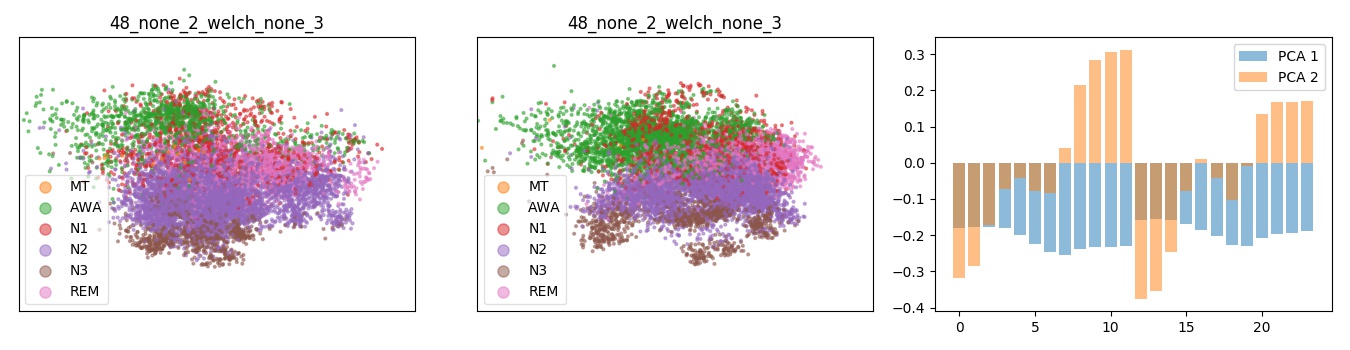 48_none_2_welch_none_3
MT
AWA
N1
N2
N3
REM
48_none_2_welch_none_3
MT
AWA
N1
N2
N3
REM
PCA 1
PCA 2
0.3
0.2
0.1
0.0
−0.1
−0.2
−0.3
−0.4
0 5 10 15 20